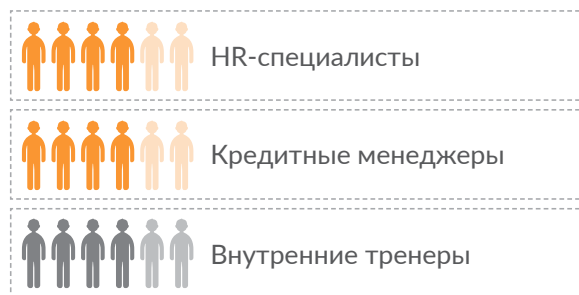 HR-специалисты
Кредитные менеджеры
Внутренние тренеры